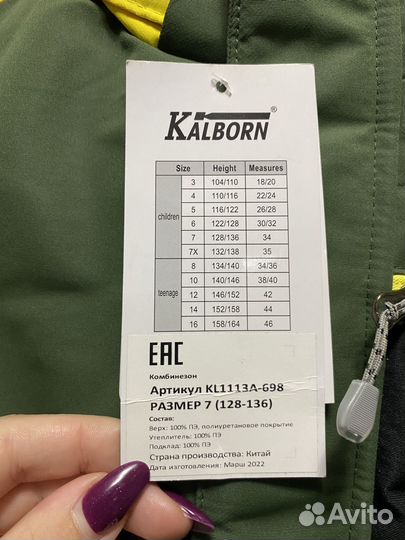 KALBORN
Size Height Measures
children
3 104/110 18/20
4 110/116 22/24
5 116/122 26/28
6 122/128 30/32
7 128/136 34
7X 132/138 35
teenage
8 134/140 34/36
10 140/146 38/40
12 146/152 42
14 152/158 44
16 158/164 46
EAC
Комбинезон
Артикул KL1113A-698
РАЗМЕР 7 (128-136)
Состав:
Верх: 100% ПЭ, полиуретановое покрытие
Утеплитель: 100% ПЭ
Подклад: 100% ПЭ
Страна производства: Китай
Дата изготовления: Марш 2022
Avito